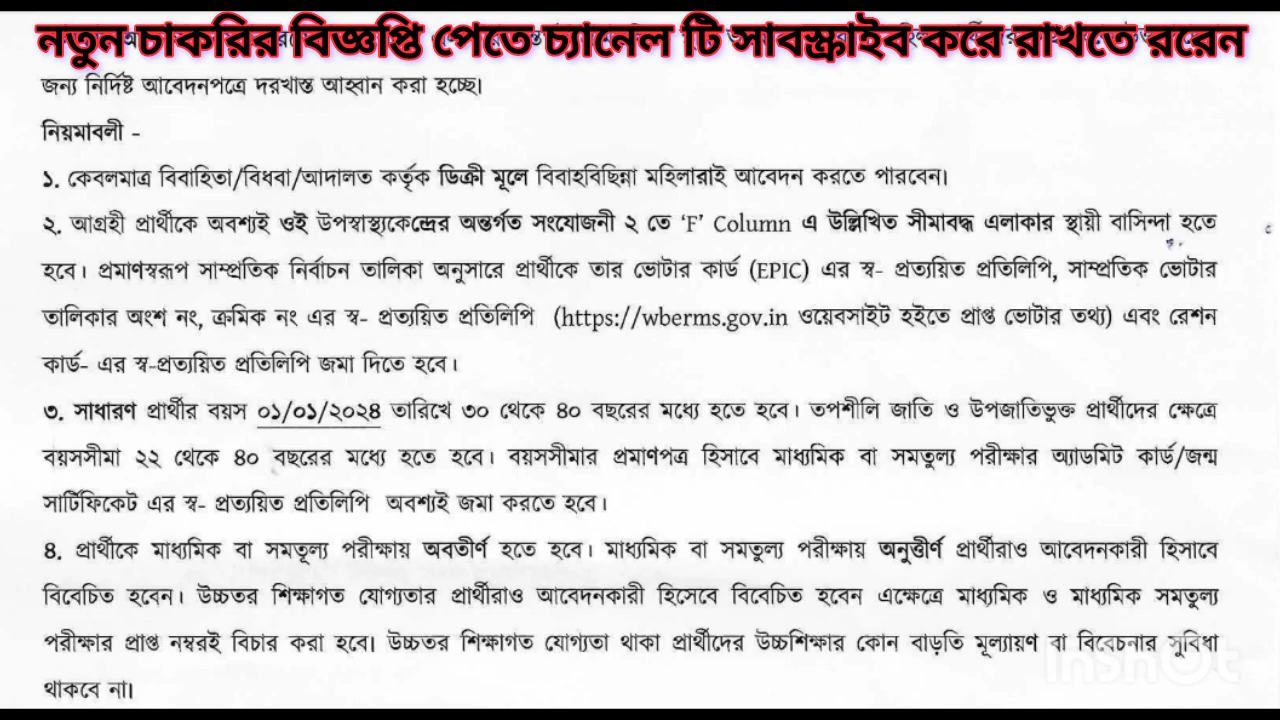 নতুন চাকরির বিজ্ঞপ্তি পেতে চ্যানেল টি সাবস্ক্রাইব করে রাখতে ররেন
জন্য নির্দিষ্ট আবেদনপত্রে দরখাস্ত আহ্বান করা হচ্ছে।
নিয়মাবলী -
১. কেবলমাত্র বিবাহিতা/বিধবা/আদালত কর্তৃক ডিক্রী মূলে বিবাহবিছিন্না মহিলারাই আবেদন করতে পারবেন।
২. আগ্রহী প্রার্থীকে অবশ্যই ওই উপস্বাস্থ্যকেন্দ্রের অন্তর্গত সংযোজনী ২ তে ‘F’ Column এ উল্লিখিত সীমাবদ্ধ এলাকার স্থায়ী বাসিন্দা হতে
হবে। প্রমাণস্বরূপ সাম্প্রতিক নির্বাচন তালিকা অনুসারে প্রার্থীকে তার ভোটার কার্ড (EPIC) এর স্ব- প্রত্যয়িত প্রতিলিপি, সাম্প্রতিক ভোটার
তালিকার অংশ নং, ক্রমিক নং এর স্ব- প্রত্যয়িত প্রতিলিপি (https://wberms.gov.in ওয়েবসাইট হইতে প্রাপ্ত ভোটার তথ্য) এবং রেশন
কার্ড- এর স্ব-প্রত্যয়িত প্রতিলিপি জমা দিতে হবে।
৩. সাধারণ প্রার্থীর বয়স ০১/০১/২০২৪ তারিখে ৩০ থেকে ৪০ বছরের মধ্যে হতে হবে। তপশীলি জাতি ও উপজাতিভুক্ত প্রার্থীদের ক্ষেত্রে
বয়সসীমা ২২ থেকে ৪০ বছরের মধ্যে হতে হবে। বয়সসীমার প্রমাণপত্র হিসাবে মাধ্যমিক বা সমতুল্য পরীক্ষার অ্যাডমিট কার্ড/জন্ম
সার্টিফিকেট এর স্ব- প্রত্যয়িত প্রতিলিপি অবশ্যই জমা করতে হবে।
৪. প্রার্থীকে মাধ্যমিক বা সমতুল্য পরীক্ষায় অবতীর্ণ হতে হবে। মাধ্যমিক বা সমতুল্য পরীক্ষায় অনুত্তীর্ণ প্রার্থীরাও আবেদনকারী হিসাবে
বিবেচিত হবেন। উচ্চতর শিক্ষাগত যোগ্যতার প্রার্থীরাও আবেদনকারী হিসেবে বিবেচিত হবেন এক্ষেত্রে মাধ্যমিক ও মাধ্যমিক সমতুল্য
পরীক্ষার প্রাপ্ত নম্বরই বিচার করা হবে। উচ্চতর শিক্ষাগত যোগ্যতা থাকা প্রার্থীদের উচ্চশিক্ষার কোন বাড়তি মূল্যায়ণ বা বিবেচনার সুবিধা
থাকবে না।
InShOt